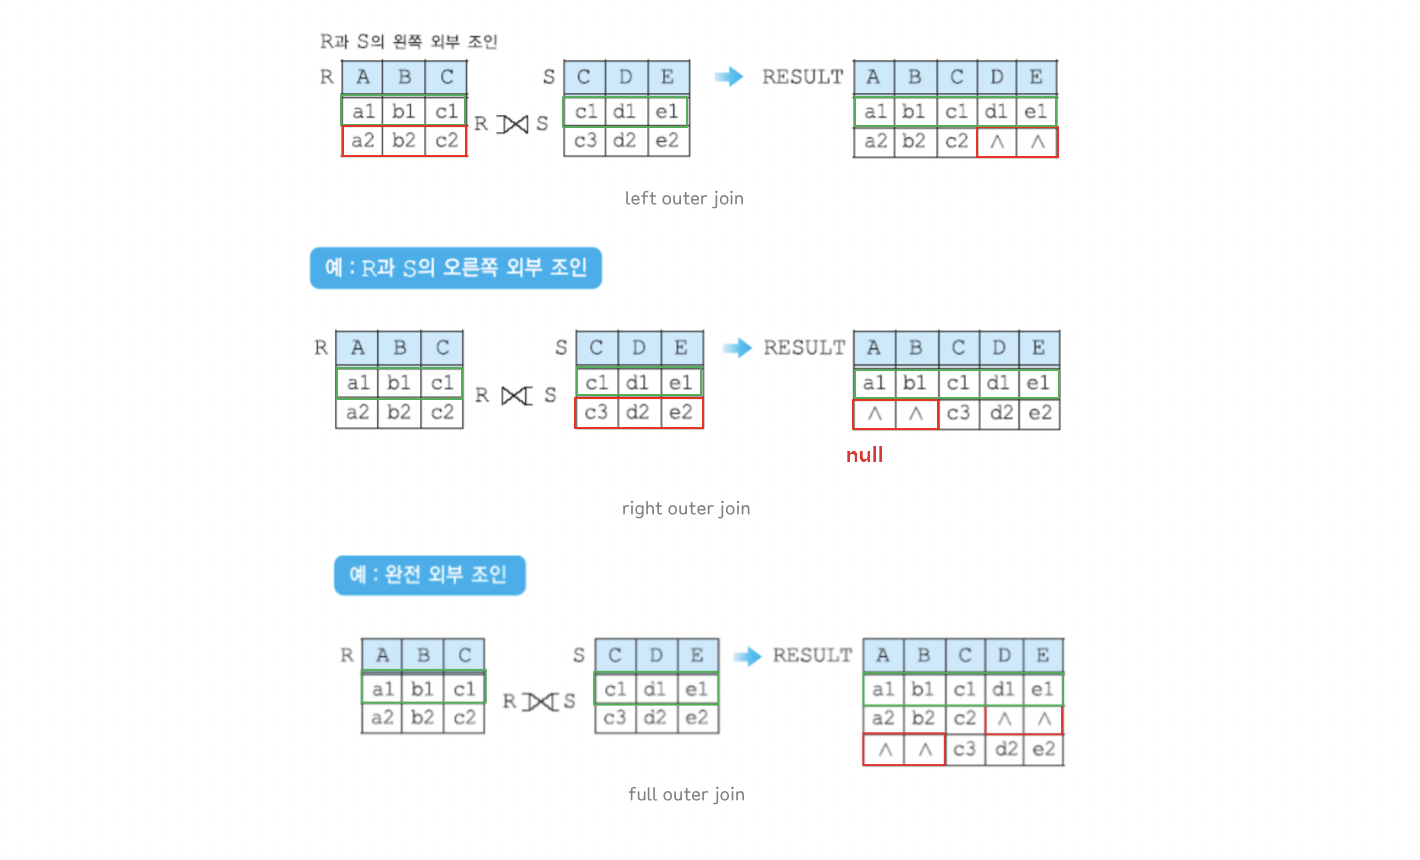 R과 S의 왼쪽 외부 조인
R A B C S C D E RESULT A B C D E
a1 b1 c1 c1 d1 e1 a1 b1 c1 d1 e1
R ⟕ S
a2 b2 c2 c3 d2 e2 a2 b2 c2 ∧ ∧
left outer join
예 : R과 S의 오른쪽 외부 조인
R A B C S C D E RESULT A B C D E
a1 b1 c1 c1 d1 e1 a1 b1 c1 d1 e1
R ⟖ S
a2 b2 c2 c3 d2 e2 ∧ ∧ c3 d2 e2
null
right outer join
예 : 완전 외부 조인
R A B C S C D E RESULT A B C D E
a1 b1 c1 c1 d1 e1 a1 b1 c1 d1 e1
R ⟗ S
a2 b2 c2 c3 d2 e2 a2 b2 c2 ∧ ∧
∧ ∧ c3 d2 e2
full outer join